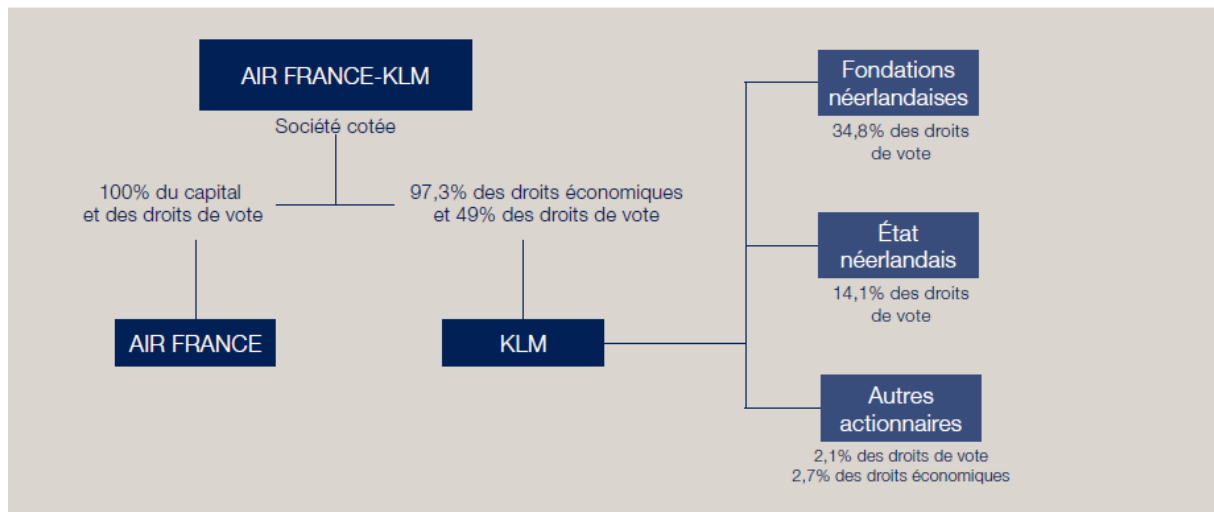 AIR FRANCE-KLM
Société cotée
100% du capital
et des droits de vote
97,3% des droits économiques
et 49% des droits de vote
AIR FRANCE
KLM
Fondations
néerlandaises
34,8% des droits
de vote
État
néerlandais
14,1% des droits
de vote
Autres
actionnaires
2,1% des droits de vote
2,7% des droits économiques